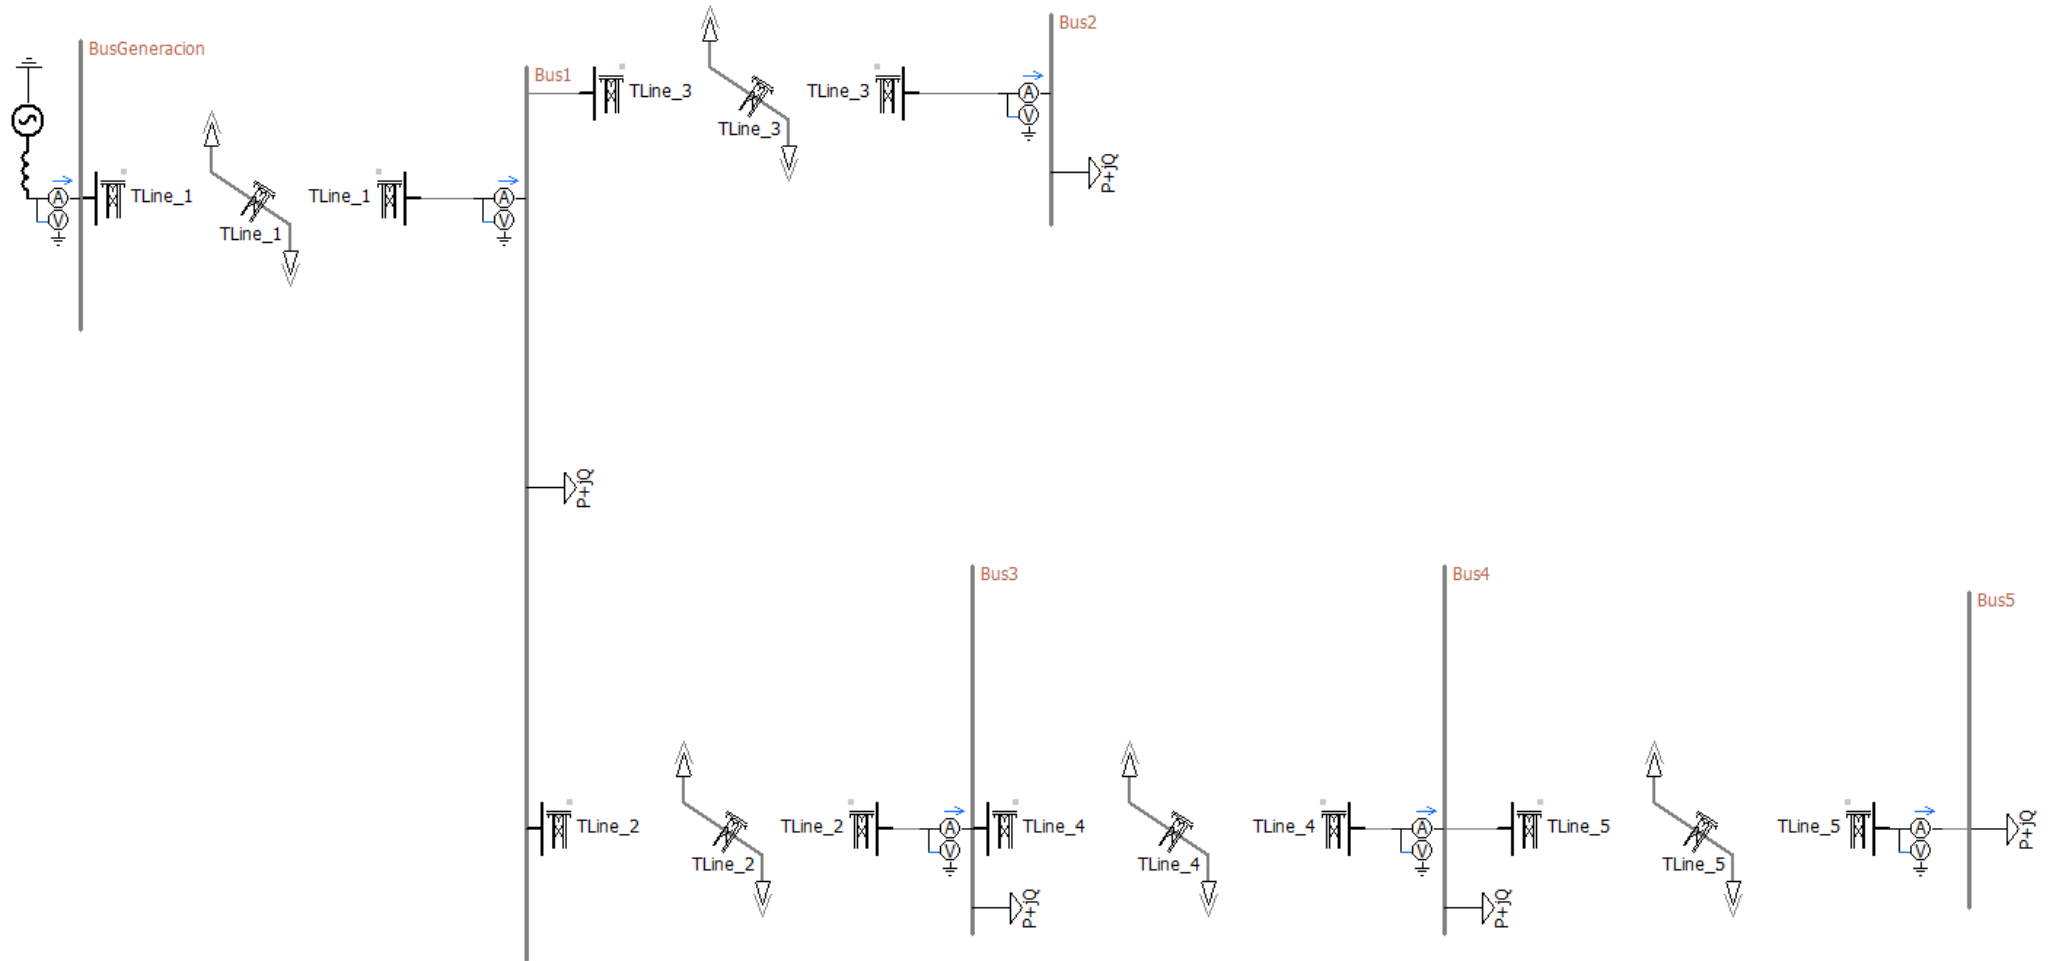 BusGeneracion
A
V
TLine_1
TLine_1
TLine_1
A
V
Bus1
TLine_3
TLine_3
TLine_3
A
V
Bus2
P+jQ
P+jQ
TLine_2
TLine_2
TLine_2
A
V
Bus3
TLine_4
P+jQ
TLine_4
TLine_4
A
V
Bus4
TLine_5
P+jQ
TLine_5
TLine_5
A
V
Bus5
P+jQ